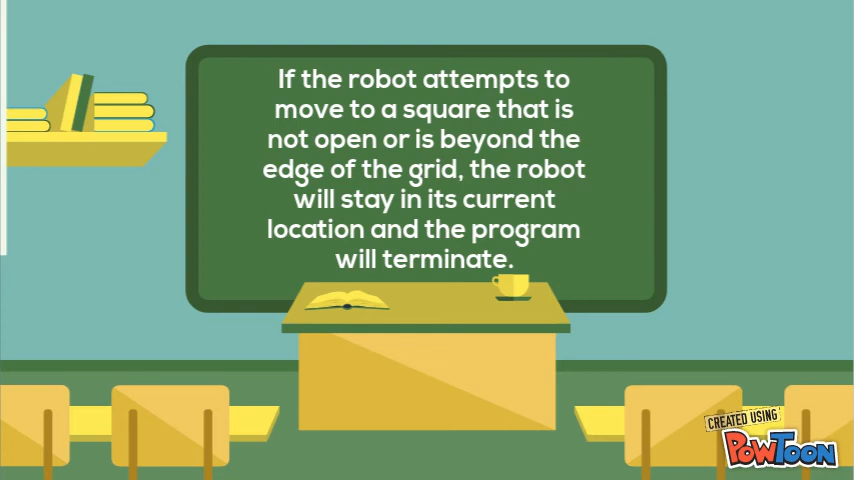 If the robot attempts to
move to a square that is
not open or is beyond the
edge of the grid, the robot
will stay in its current
location and the program
will terminate.
CREATED USING
POWTOON